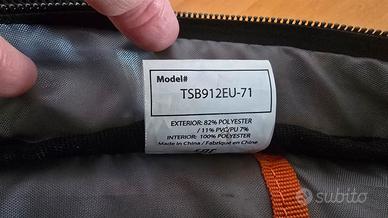 Model#
TSB912EU-71
EXTERIOR: 82% POLYESTER
/ 11% PVC/PU 7%
INTERIOR: 100% POLYESTER
Made in China / Fabriqué en Chine
subito